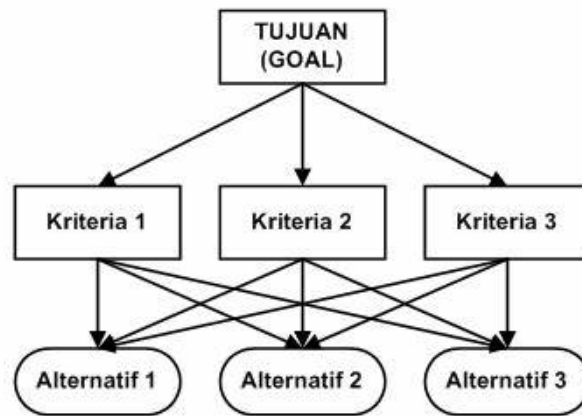 TUJUAN
(GOAL)
Kriteria 1
Kriteria 2
Kriteria 3
Alternatif 1
Alternatif 2
Alternatif 3